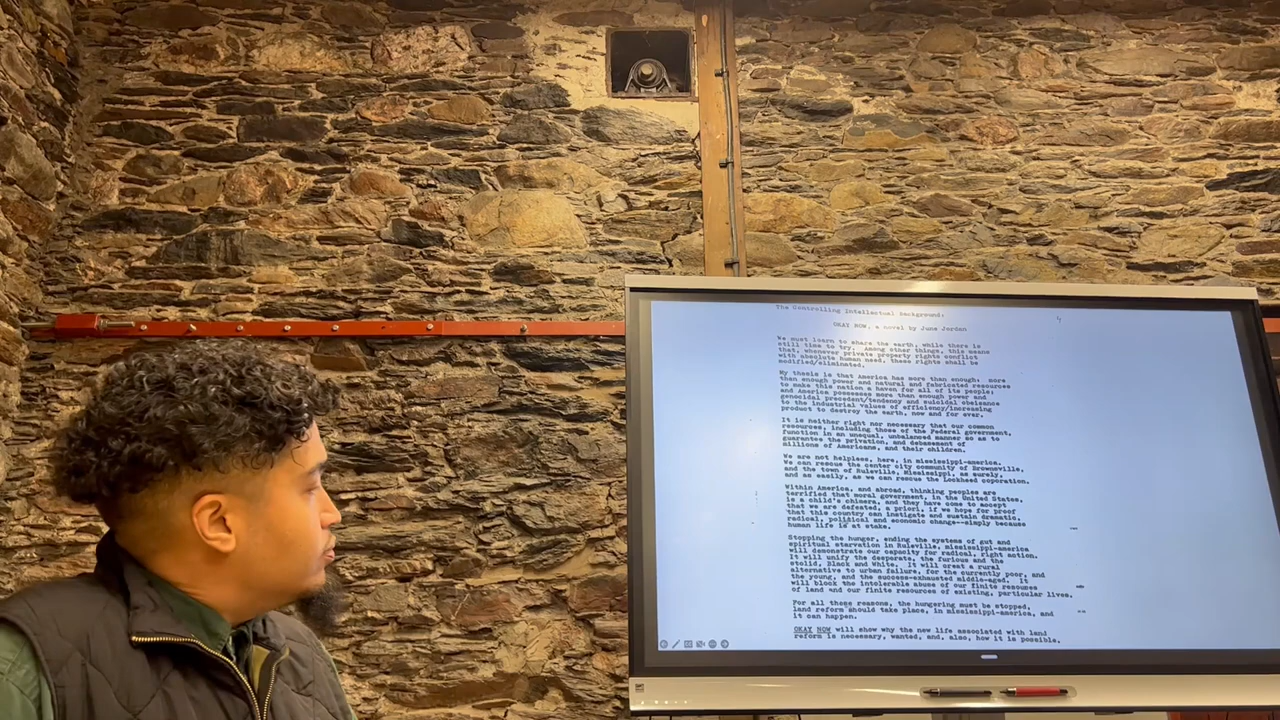 The Controlling Intellectual Background:
OKAY NOW, a novel by June Jordan
We must learn to share the earth, while there is
still time to try. Among other things, this means
that, whenever private property rights conflict
with absolute human need, these rights shall be
modified/eliminated.
My thesis is that America has more than enough: more
than enough power and natural and fabricated resources
to make this nation a haven for all of its people;
and America possesses more than enough power and
genocidal precedent/tendency and suicidal obeisance
to the industrial values of efficiency/increasing
product to destroy the earth, now and for ever.
It is neither right nor necessary that our common
resources, including those of the Federal government,
function in an unequal, unbalanced manner so as to
guarantee the privation, and debasement of
millions of Americans, and their children.
We are not helpless, here, in mississippi-america.
We can rescue the center city community of Brownsville,
and the town of Ruleville, Mississippi, as surely,
and as easily, as we can rescue the Lockheed coporation.
Within America, and abroad, thinking peoples are
terrified that moral government, in the United States,
is a child's chimera, and they have come to accept
that we are defeated, a priori, if we hope for proof
that this country can instigate and sustain dramatic,
radical, political and economic change--simply because
human life is at stake.
Stopping the hunger, ending the systems of gut and
spiritual starvation in Ruleville, mississippi-america
will demonstrate our capacity for radical, right action.
It will unify the desperate, the furious and the
stolid, Black and White. It will creat a rural
alternative to urban failure, for the currently poor, and
the young, and the success-exhausted middle-aged. It
will block the intolerable abuse of our finite resouses
of land and our finite resources of existing, particular lives.
For all these reasons, the hungering must be stopped,
land reform should take place, in mississippi-america, and
it can happen.
OKAY NOW will show why the new life associated with land
reform is necessary, wanted, and, also, how it is possible.